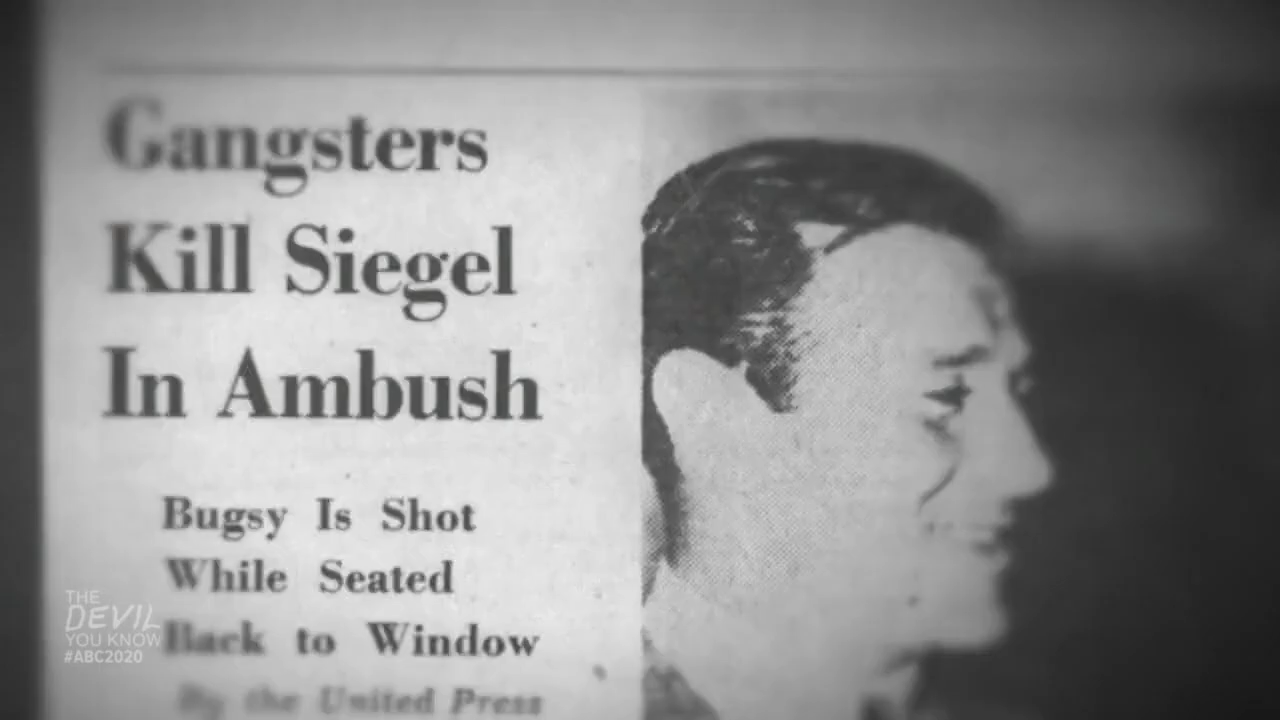 Gangsters
Kill Siegel
In Ambush
Bugsy Is Shot
While Seated
Back to Window
By the United Press
THE
DEVIL
YOU KNOW
#ABC2020